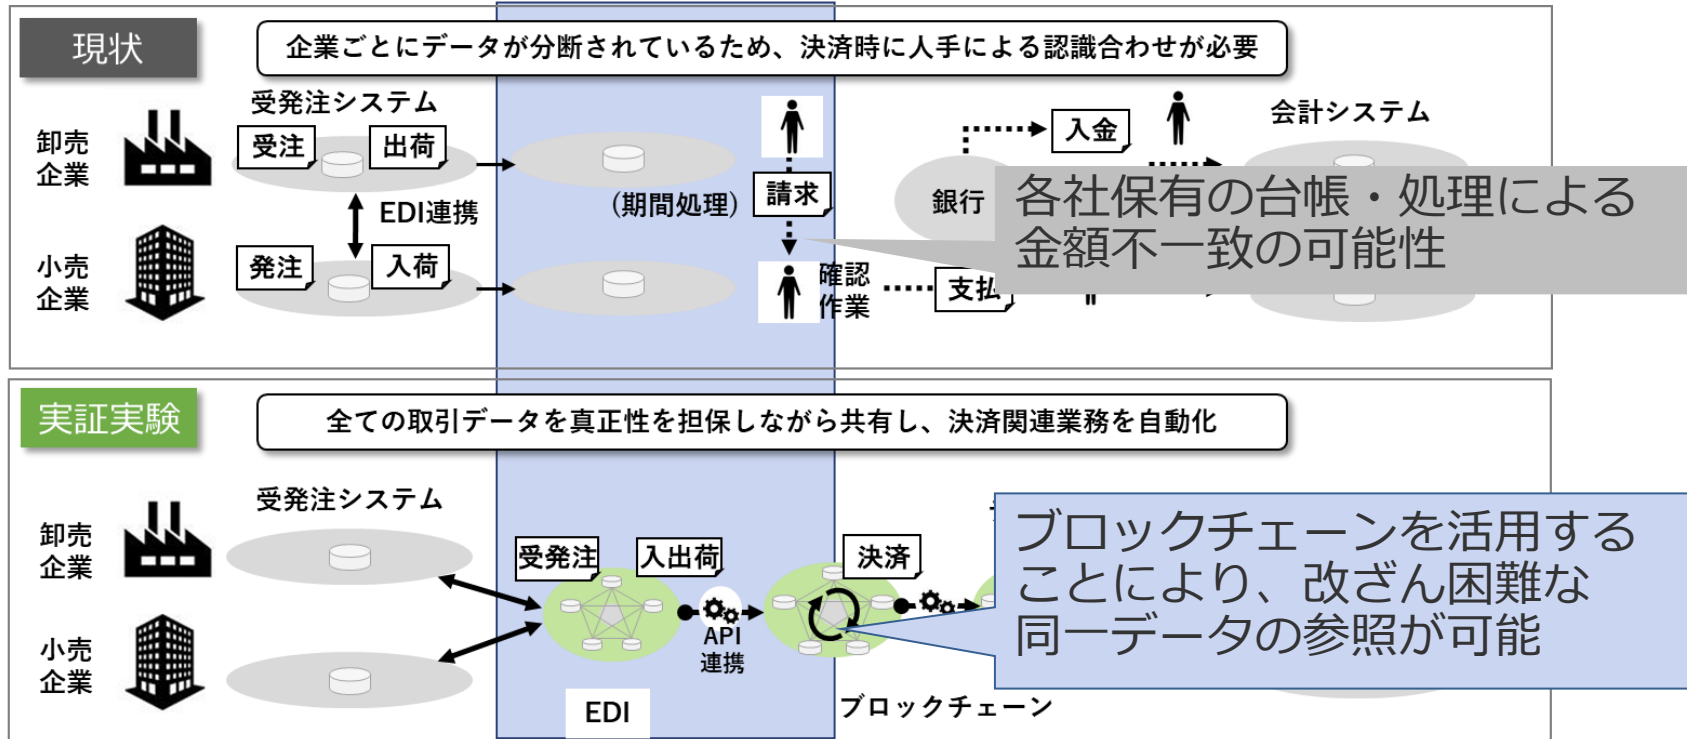 現状
企業ごとにデータが分断されているため、決済時に人手による認識合わせが必要
受発注システム
会計システム
卸売
企業
受注
出荷
入金
EDI連携
(期間処理)
請求
銀行
各社保有の台帳・処理による
金額不一致の可能性
小売
企業
発注
入荷
確認
作業
支払
実証実験
全ての取引データを真正性を担保しながら共有し、決済関連業務を自動化
受発注システム
卸売
企業
受発注
入出荷
決済
ブロックチェーンを活用する
ことにより、改ざん困難な
同一データの参照が可能
API
連携
小売
企業
EDI
ブロックチェーン